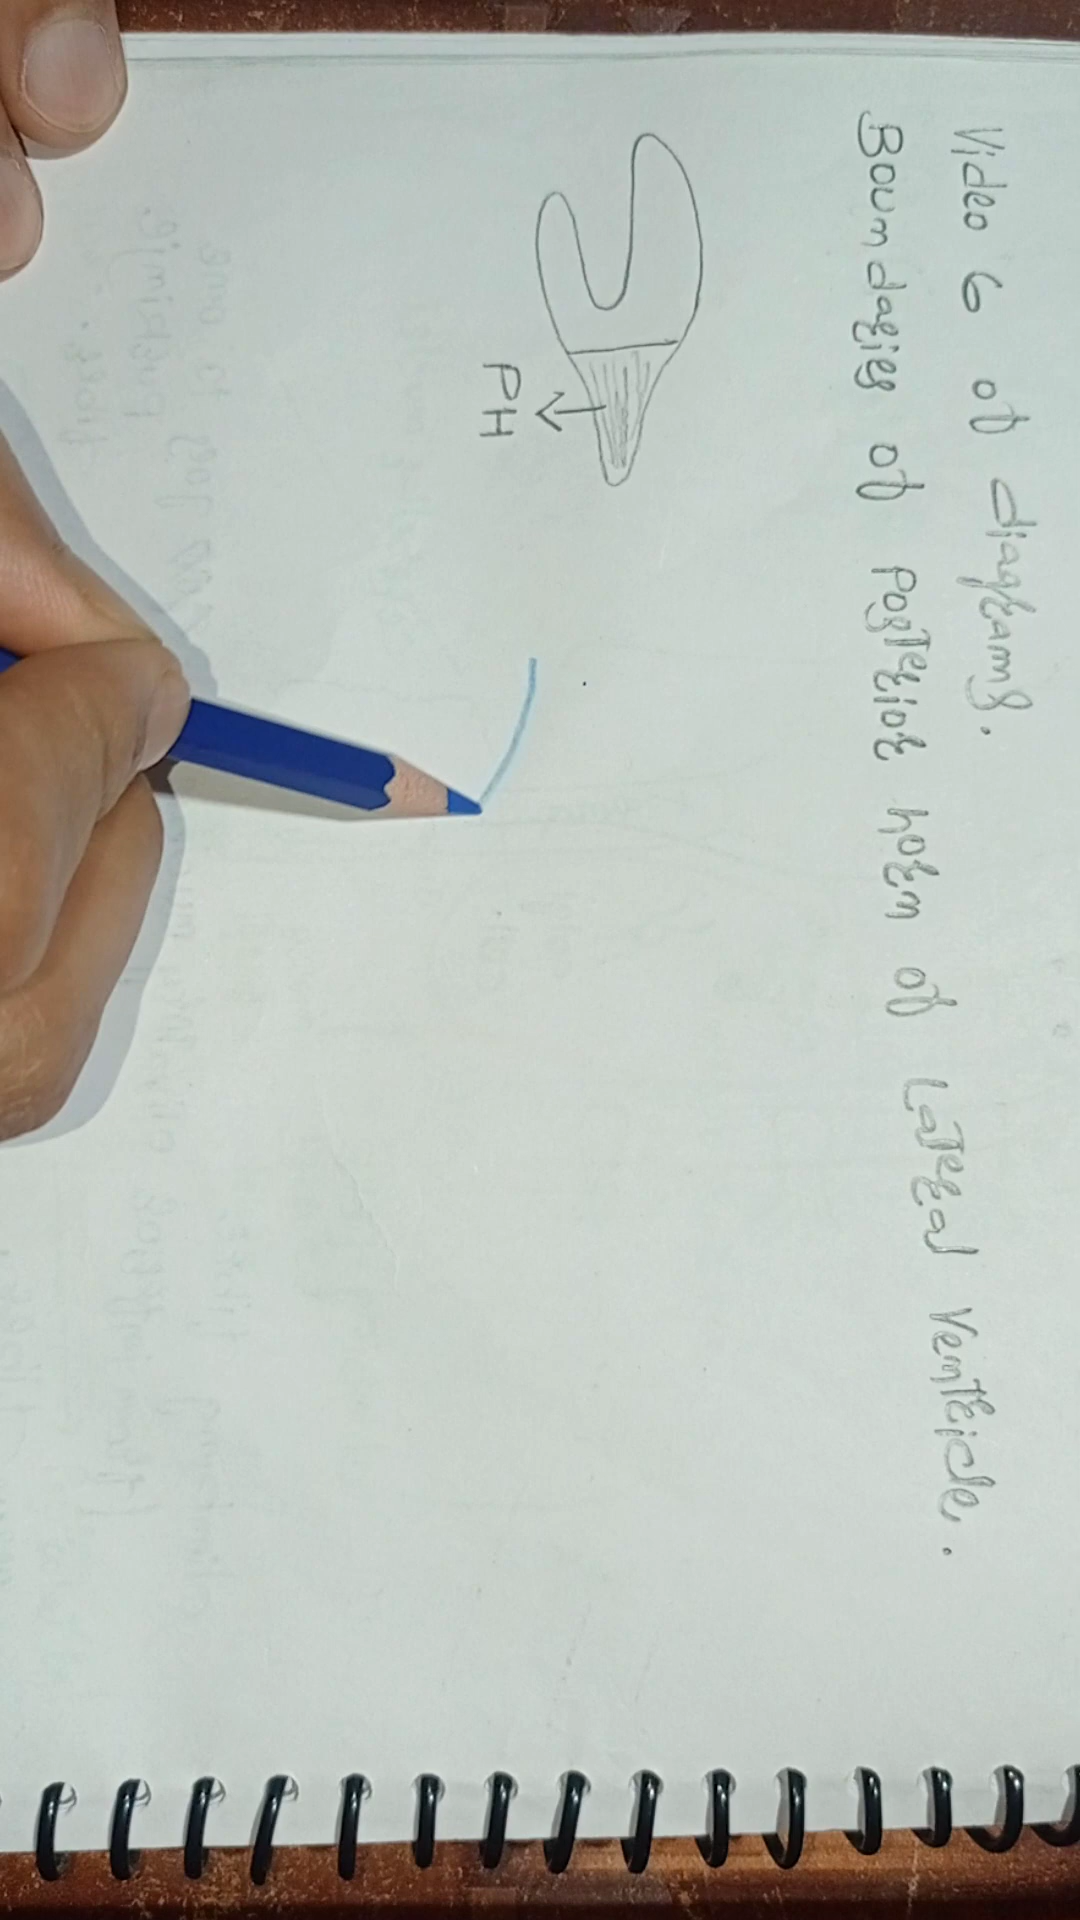 Video 6 of diagrams.
Boundaries of Posterior horn of Lateral Ventricle.
PH